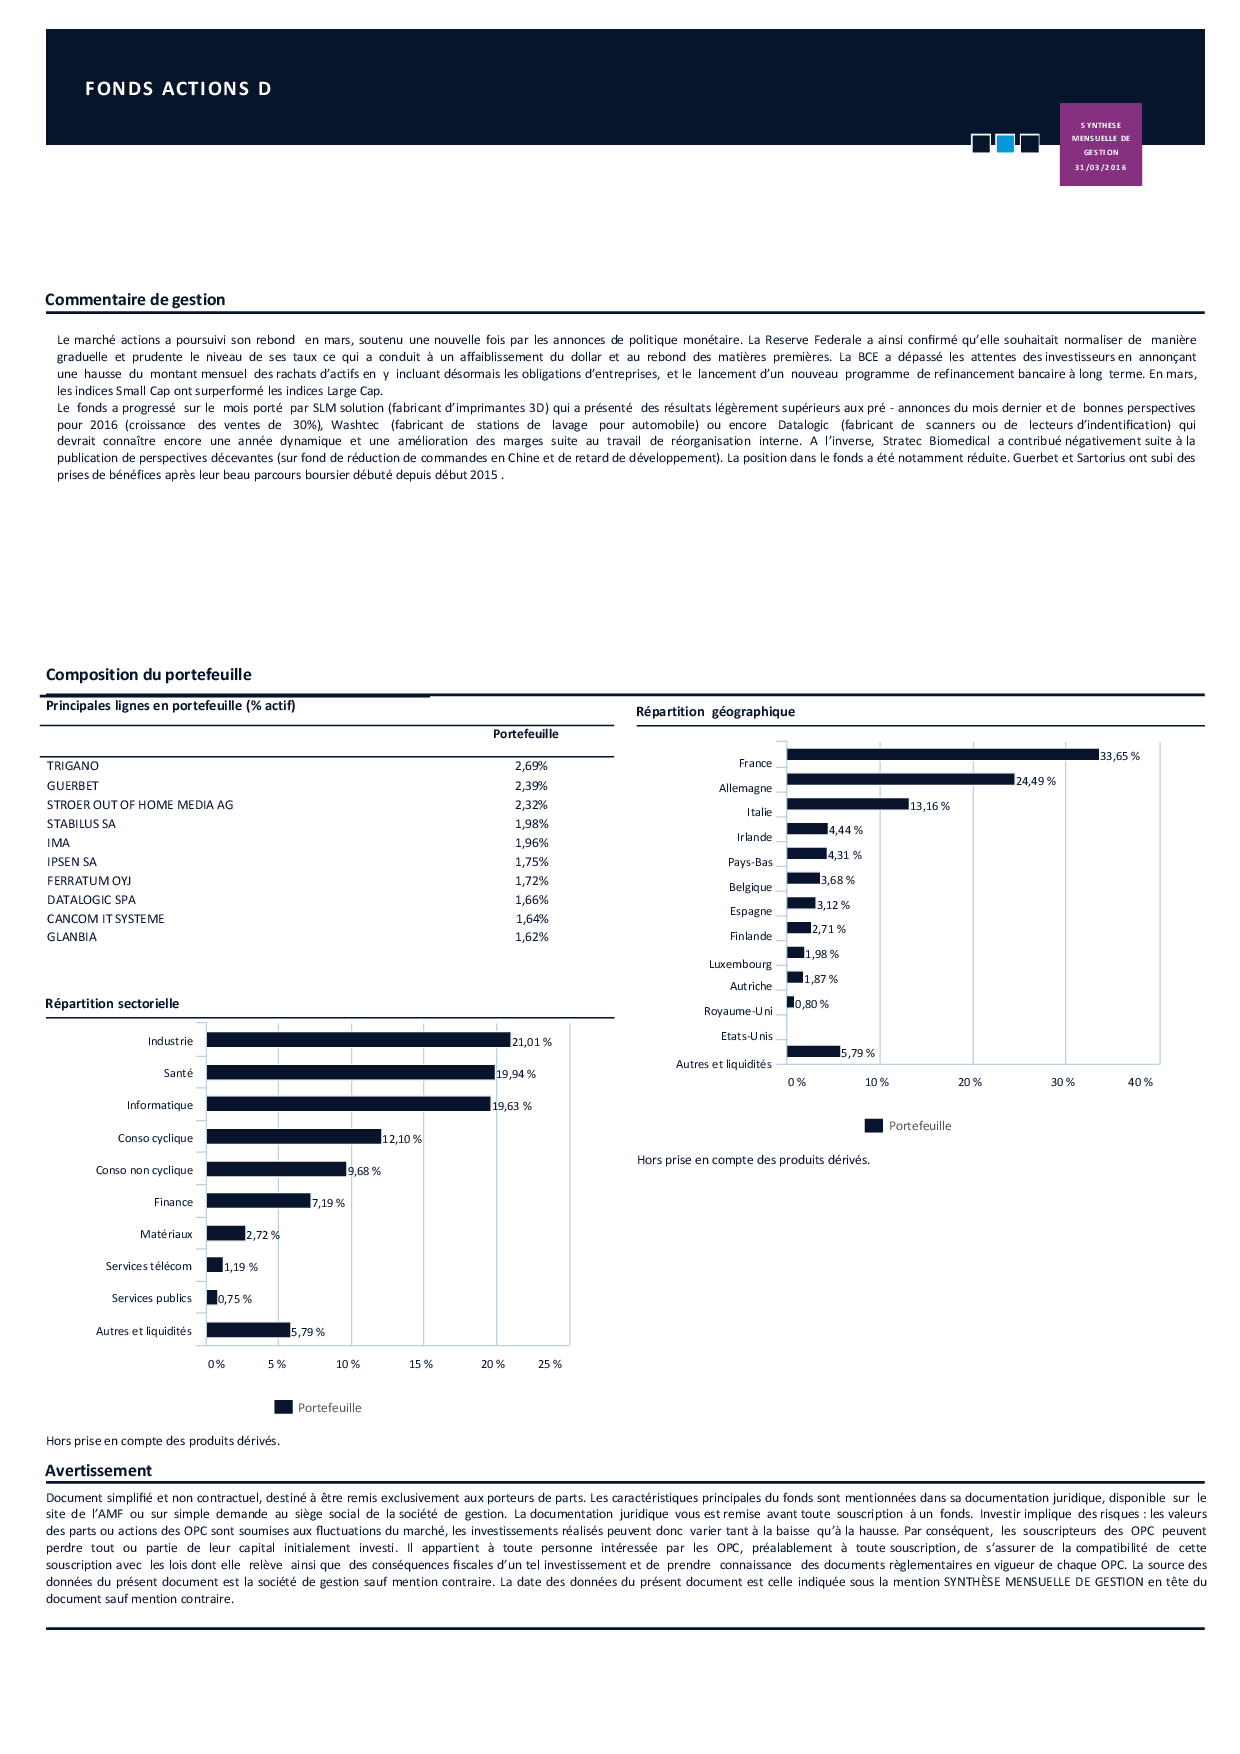 FONDS ACTIONS D
SYNTHESE
MENSUELLE DE
GESTION
31/03/2016
Commentaire de gestion
Le marché actions a poursuivi son rebond en mars, soutenu une nouvelle fois par les annonces de politique monétaire. La Reserve Federale a ainsi confirmé qu'elle souhaitait normaliser de manière
graduelle et prudente le niveau de ses taux ce qui a conduit à un affaiblissement du dollar et au rebond des matières premières. La BCE a dépassé les attentes des investisseurs en annonçant
une hausse du montant mensuel des rachats d'actifs en y incluant désormais les obligations d'entreprises, et le lancement d'un nouveau programme de refinancement bancaire à long terme. En mars,
les indices Small Cap ont surperformé les indices Large Cap.
Le fonds a progressé sur le mois porté par SLM solution (fabricant d'imprimantes 3D) qui a présenté des résultats légèrement supérieurs aux pré - annonces du mois dernier et de bonnes perspectives
pour 2016 (croissance des ventes de 30%), Washtec (fabricant de stations de lavage pour automobile) ou encore Datalogic (fabricant de scanners ou de lecteurs d'indentification) qui
devrait connaître encore une année dynamique et une amélioration des marges suite au travail de réorganisation interne. A l'inverse, Stratec Biomedical a contribué négativement suite à la
publication de perspectives décevantes (sur fond de réduction de commandes en Chine et de retard de développement). La position dans le fonds a été notamment réduite. Guerbet et Sartorius ont subi des
prises de bénéfices après leur beau parcours boursier débuté depuis début 2015 .
Composition du portefeuille
Principales lignes en portefeuille (% actif)
Portefeuille
TRIGANO 2,69%
GUERBET 2,39%
STROER OUT OF HOME MEDIA AG 2,32%
STABILUS SA 1,98%
IMA 1,96%
IPSEN SA 1,75%
FERRATUM OYJ 1,72%
DATALOGIC SPA 1,66%
CANCOM IT SYSTEME 1,64%
GLANBIA 1,62%
Répartition géographique
France 33,65 %
Allemagne 24,49 %
Italie 13,16 %
Irlande 4,44 %
Pays-Bas 4,31 %
Belgique 3,68 %
Espagne 3,12 %
Finlande 2,71 %
Luxembourg 1,98 %
Autriche 1,87 %
Royaume-Uni 0,80 %
Etats-Unis
Autres et liquidités 5,79 %
0 % 10 % 20 % 30 % 40 %
Portefeuille
Hors prise en compte des produits dérivés.
Répartition sectorielle
Industrie 21,01 %
Santé 19,94 %
Informatique 19,63 %
Conso cyclique 12,10 %
Conso non cyclique 9,68 %
Finance 7,19 %
Matériaux 2,72 %
Services télécom 1,19 %
Services publics 0,75 %
Autres et liquidités 5,79 %
0 % 5 % 10 % 15 % 20 % 25 %
Portefeuille
Hors prise en compte des produits dérivés.
Avertissement
Document simplifié et non contractuel, destiné à être remis exclusivement aux porteurs de parts. Les caractéristiques principales du fonds sont mentionnées dans sa documentation juridique, disponible sur le
site de l'AMF ou sur simple demande au siège social de la société de gestion. La documentation juridique vous est remise avant toute souscription à un fonds. Investir implique des risques : les valeurs
des parts ou actions des OPC sont soumises aux fluctuations du marché, les investissements réalisés peuvent donc varier tant à la baisse qu'à la hausse. Par conséquent, les souscripteurs des OPC peuvent
perdre tout ou partie de leur capital initialement investi. Il appartient à toute personne intéressée par les OPC, préalablement à toute souscription, de s'assurer de la compatibilité de cette
souscription avec les lois dont elle relève ainsi que des conséquences fiscales d'un tel investissement et de prendre connaissance des documents règlementaires en vigueur de chaque OPC. La source des
données du présent document est la société de gestion sauf mention contraire. La date des données du présent document est celle indiquée sous la mention SYNTHÈSE MENSUELLE DE GESTION en tête du
document sauf mention contraire.